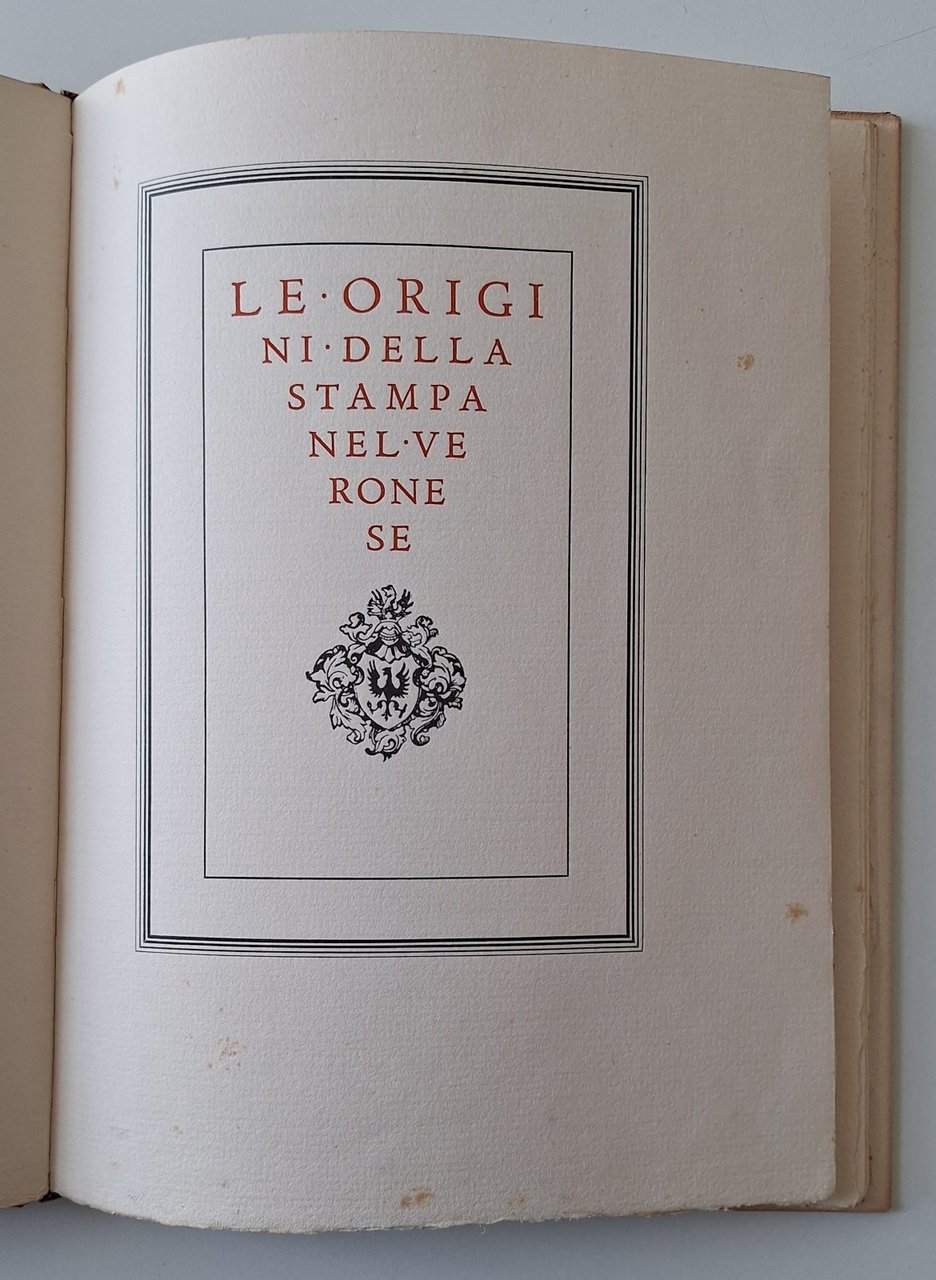 LE·ORIGI
NI·DELLA
STAMPA
NEL·VE
RONE
SE